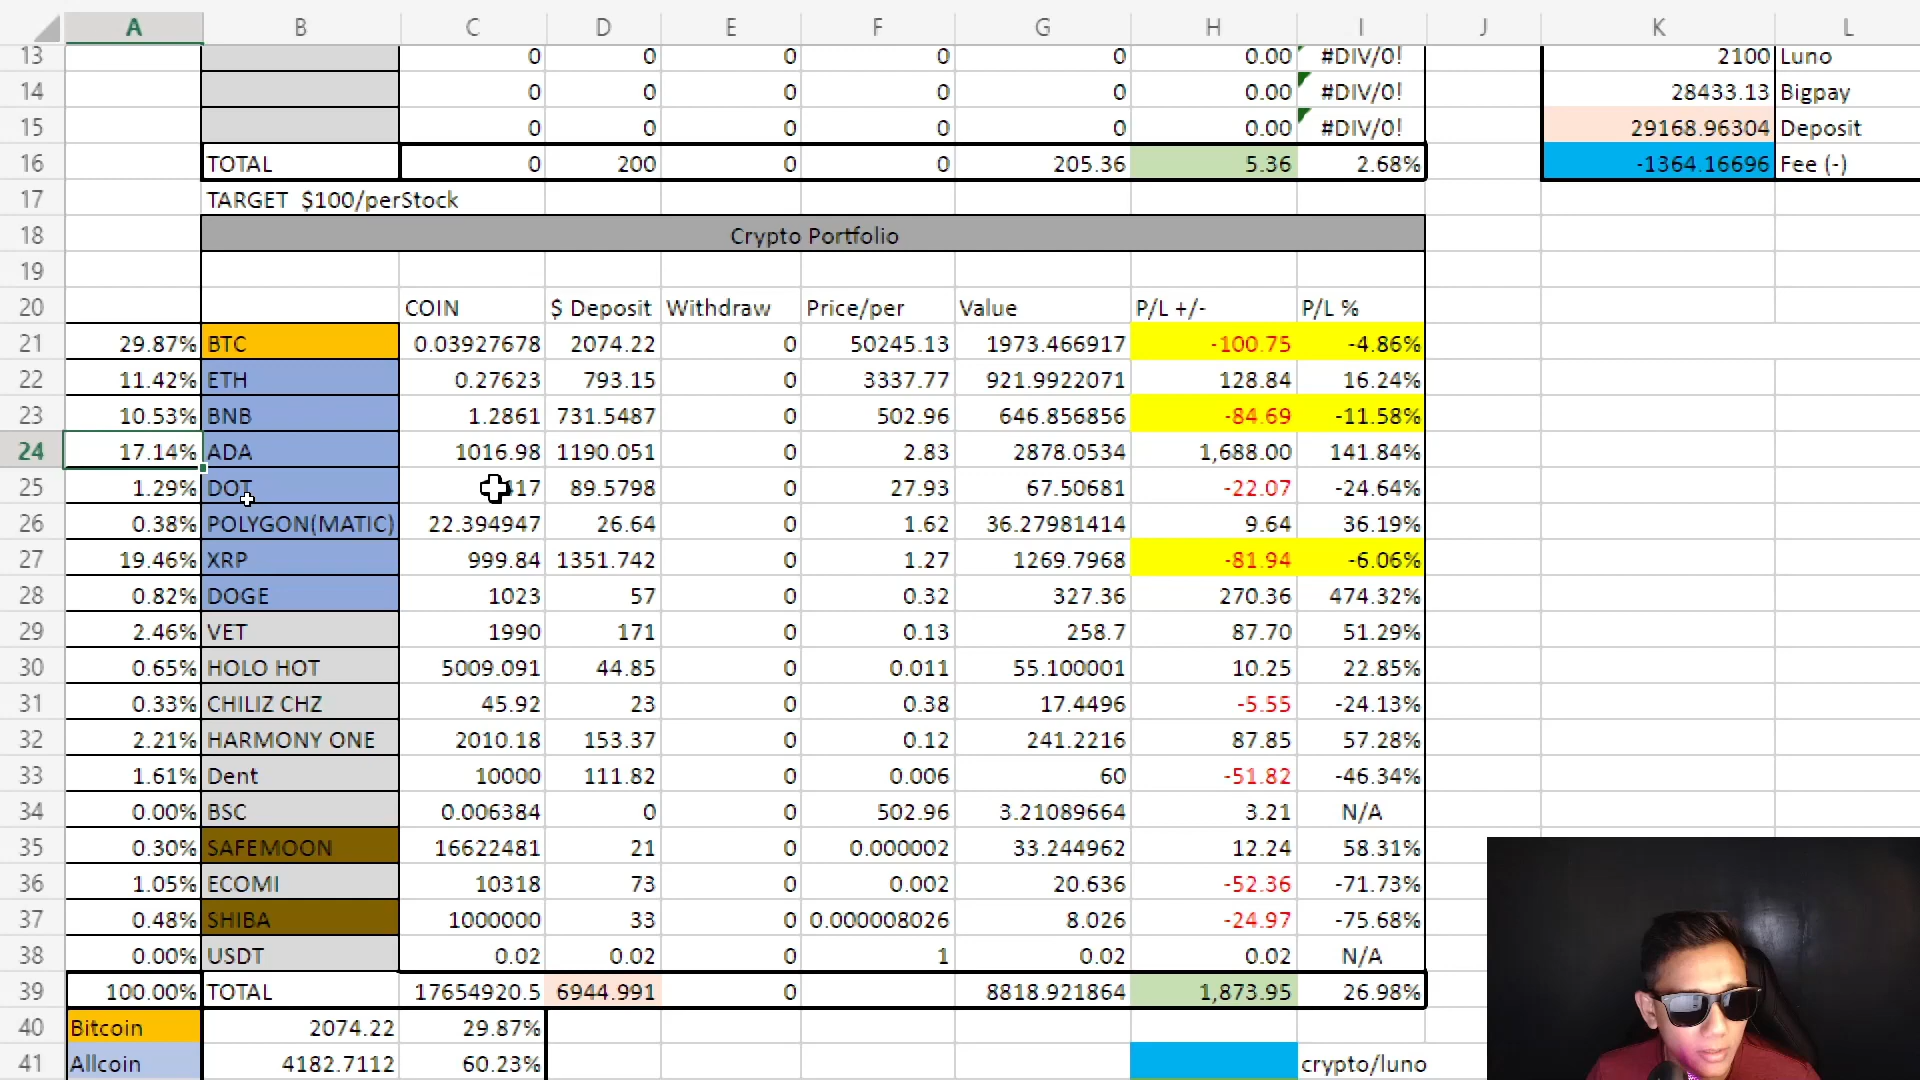 A B C D E F G H I J K L
13 0 0 0 0 0 0.00 #DIV/0! 2100 Luno
14 0 0 0 0 0 0.00 #DIV/0! 28433.13 Bigpay
15 0 0 0 0 0 0.00 #DIV/0! 29168.96304 Deposit
16 TOTAL 0 200 0 0 205.36 5.36 2.68% -1364.16696 Fee (-)
17 TARGET $100/perStock
18 Crypto Portfolio
19
20 COIN $ Deposit Withdraw Price/per Value P/L +/- P/L %
21 29.87% BTC 0.03927678 2074.22 0 50245.13 1973.466917 -100.75 -4.86%
22 11.42% ETH 0.27623 793.15 0 3337.77 921.9922071 128.84 16.24%
23 10.53% BNB 1.2861 731.5487 0 502.96 646.856856 -84.69 -11.58%
24 17.14% ADA 1016.98 1190.051 0 2.83 2878.0534 1,688.00 141.84%
25 1.29% DOT 89.5798 0 27.93 67.50681 -22.07 -24.64%
26 0.38% POLYGON(MATIC) 22.394947 26.64 0 1.62 36.27981414 9.64 36.19%
27 19.46% XRP 999.84 1351.742 0 1.27 1269.7968 -81.94 -6.06%
28 0.82% DOGE 1023 57 0 0.32 327.36 270.36 474.32%
29 2.46% VET 1990 171 0 0.13 258.7 87.70 51.29%
30 0.65% HOLO HOT 5009.091 44.85 0 0.011 55.100001 10.25 22.85%
31 0.33% CHILIZ CHZ 45.92 23 0 0.38 17.4496 -5.55 -24.13%
32 2.21% HARMONY ONE 2010.18 153.37 0 0.12 241.2216 87.85 57.28%
33 1.61% Dent 10000 111.82 0 0.006 60 -51.82 -46.34%
34 0.00% BSC 0.006384 0 0 502.96 3.21089664 3.21 N/A
35 0.30% SAFEMOON 16622481 21 0 0.000002 33.244962 12.24 58.31%
36 1.05% ECOMI 10318 73 0 0.002 20.636 -52.36 -71.73%
37 0.48% SHIBA 1000000 33 0 0.000008026 8.026 -24.97 -75.68%
38 0.00% USDT 0.02 0.02 0 1 0.02 0.02 N/A
39 100.00% TOTAL 17654920.5 6944.991 0 8818.921864 1,873.95 26.98%
40 Bitcoin 2074.22 29.87%
41 Allcoin 4182.7112 60.23% crypto/luno